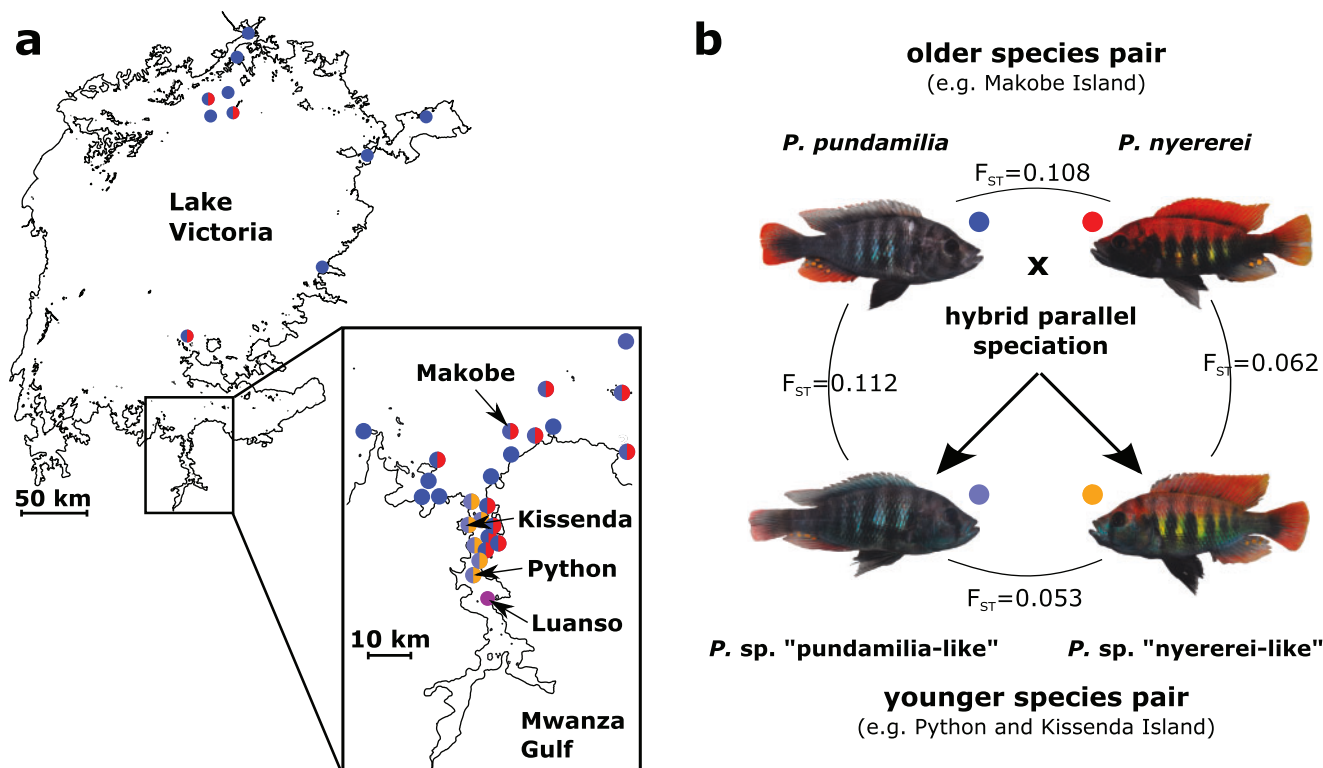 a
Lake
Victoria
50 km
Makobe
Kissenda
Python
Luanso
10 km
Mwanza
Gulf
b
older species pair
(e.g. Makobe Island)
P. pundamilia
P. nyererei
FST=0.108
x
hybrid parallel
speciation
FST=0.112
FST=0.062
FST=0.053
P. sp. "pundamilia-like"
P. sp. "nyererei-like"
younger species pair
(e.g. Python and Kissenda Island)